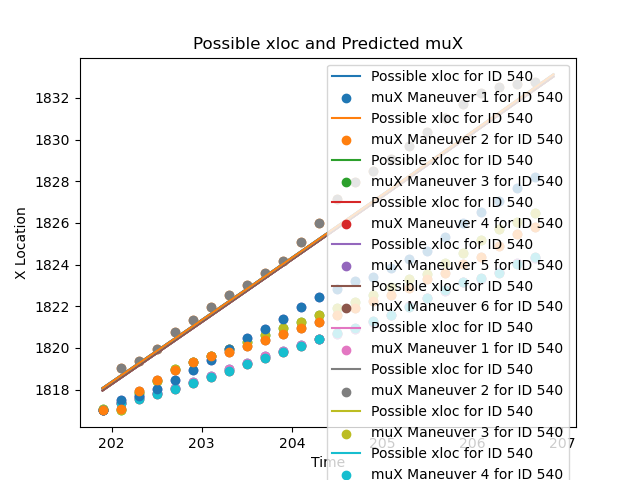 Possible xloc and Predicted muX
X Location
1832
1830
1828
1826
1824
1822
1820
1818
202
203
204
205
206
207
Time
Possible xloc for ID 540
muX Maneuver 1 for ID 540
Possible xloc for ID 540
muX Maneuver 2 for ID 540
Possible xloc for ID 540
muX Maneuver 3 for ID 540
Possible xloc for ID 540
muX Maneuver 4 for ID 540
Possible xloc for ID 540
muX Maneuver 5 for ID 540
Possible xloc for ID 540
muX Maneuver 6 for ID 540
Possible xloc for ID 540
muX Maneuver 1 for ID 540
Possible xloc for ID 540
muX Maneuver 2 for ID 540
Possible xloc for ID 540
muX Maneuver 3 for ID 540
Possible xloc for ID 540
muX Maneuver 4 for ID 540